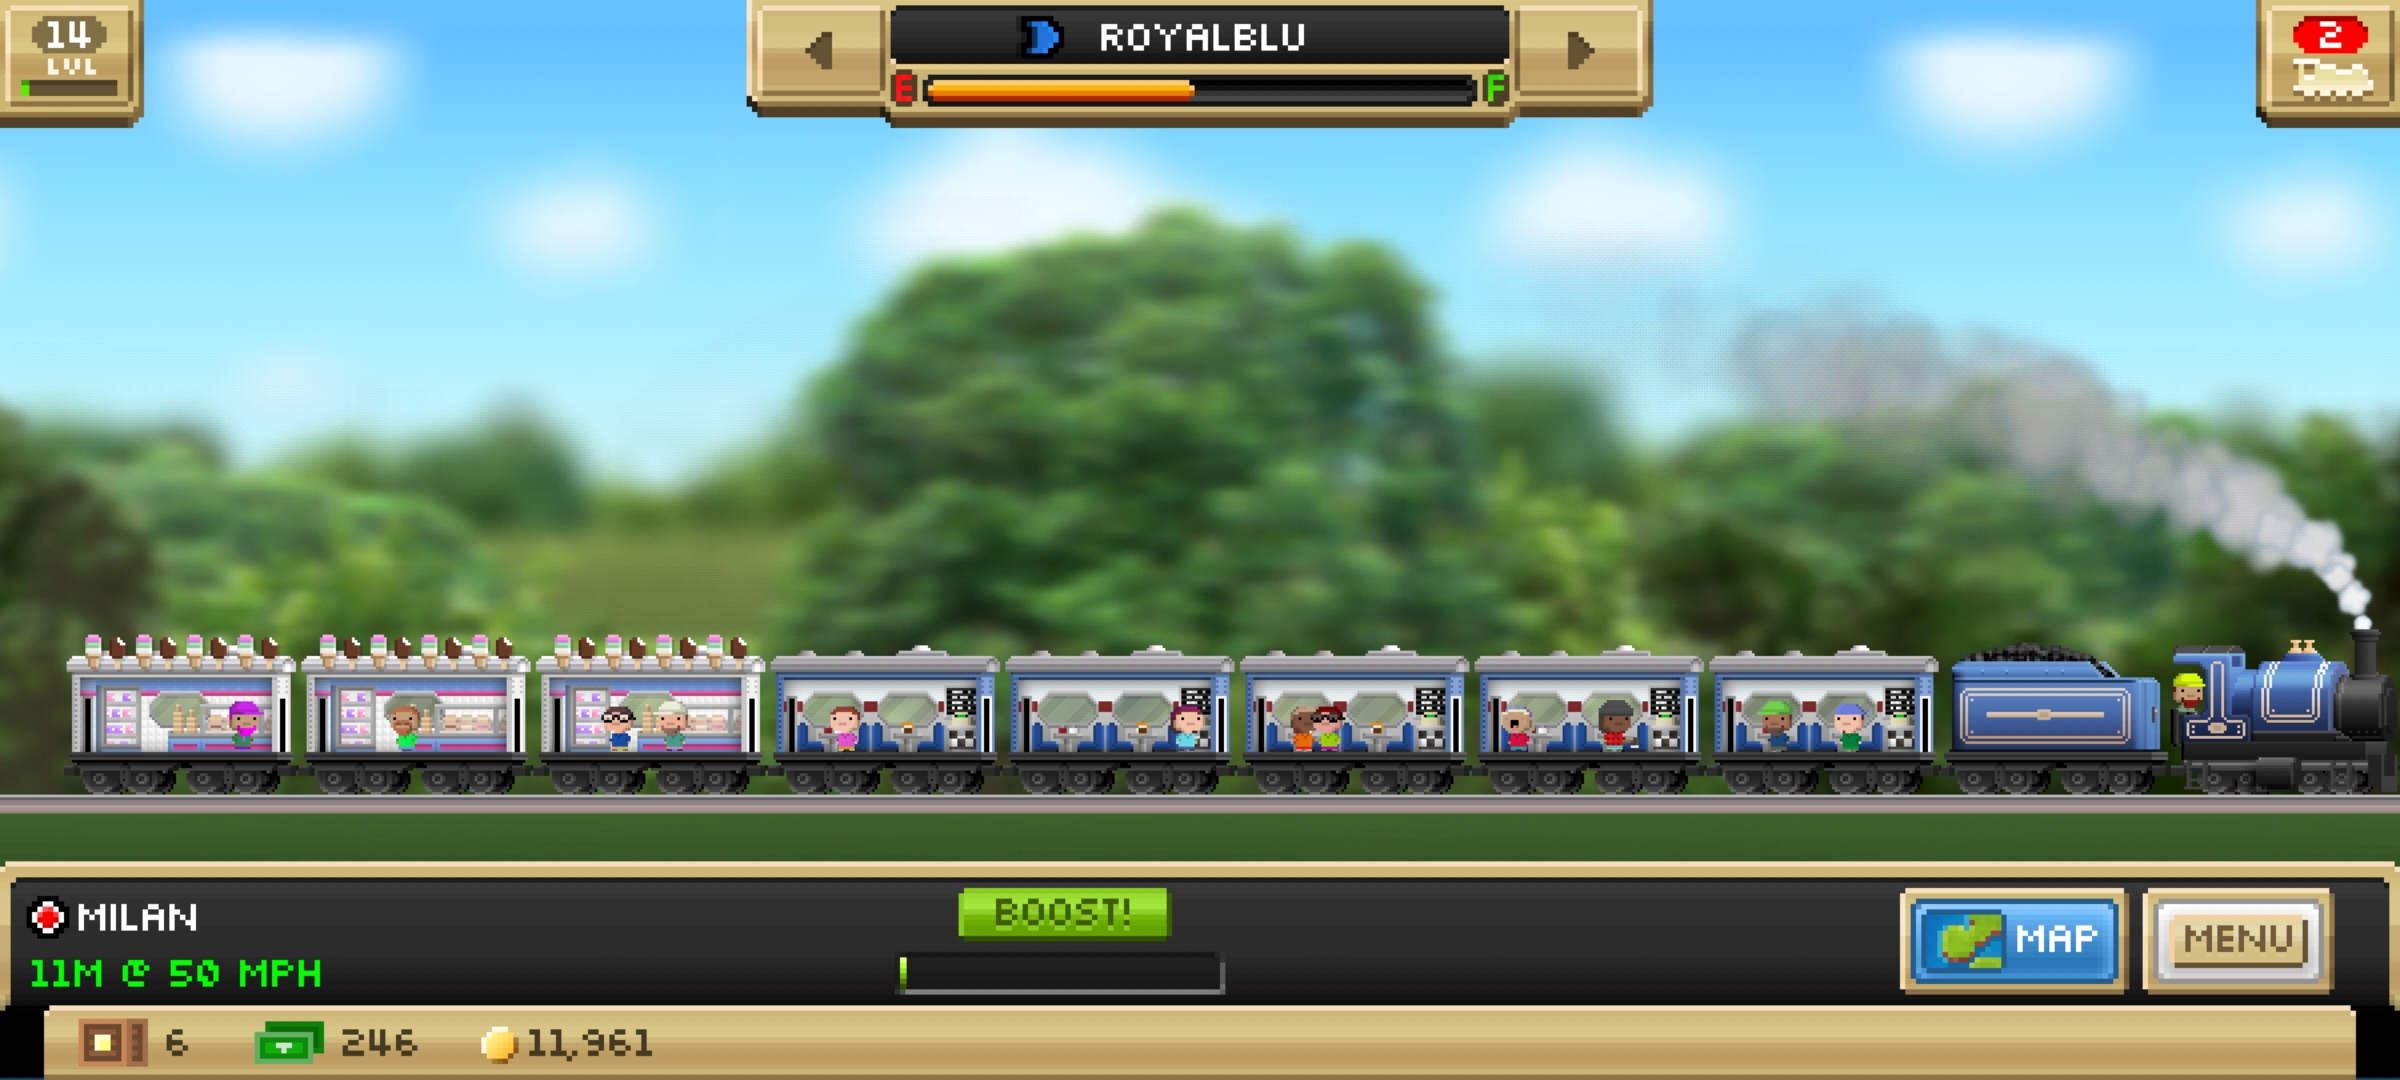 14
LVL
ROYALBLU
E F
2
MILAN
11M @ 50 MPH
BOOST!
MAP
MENU
6
246
11,961